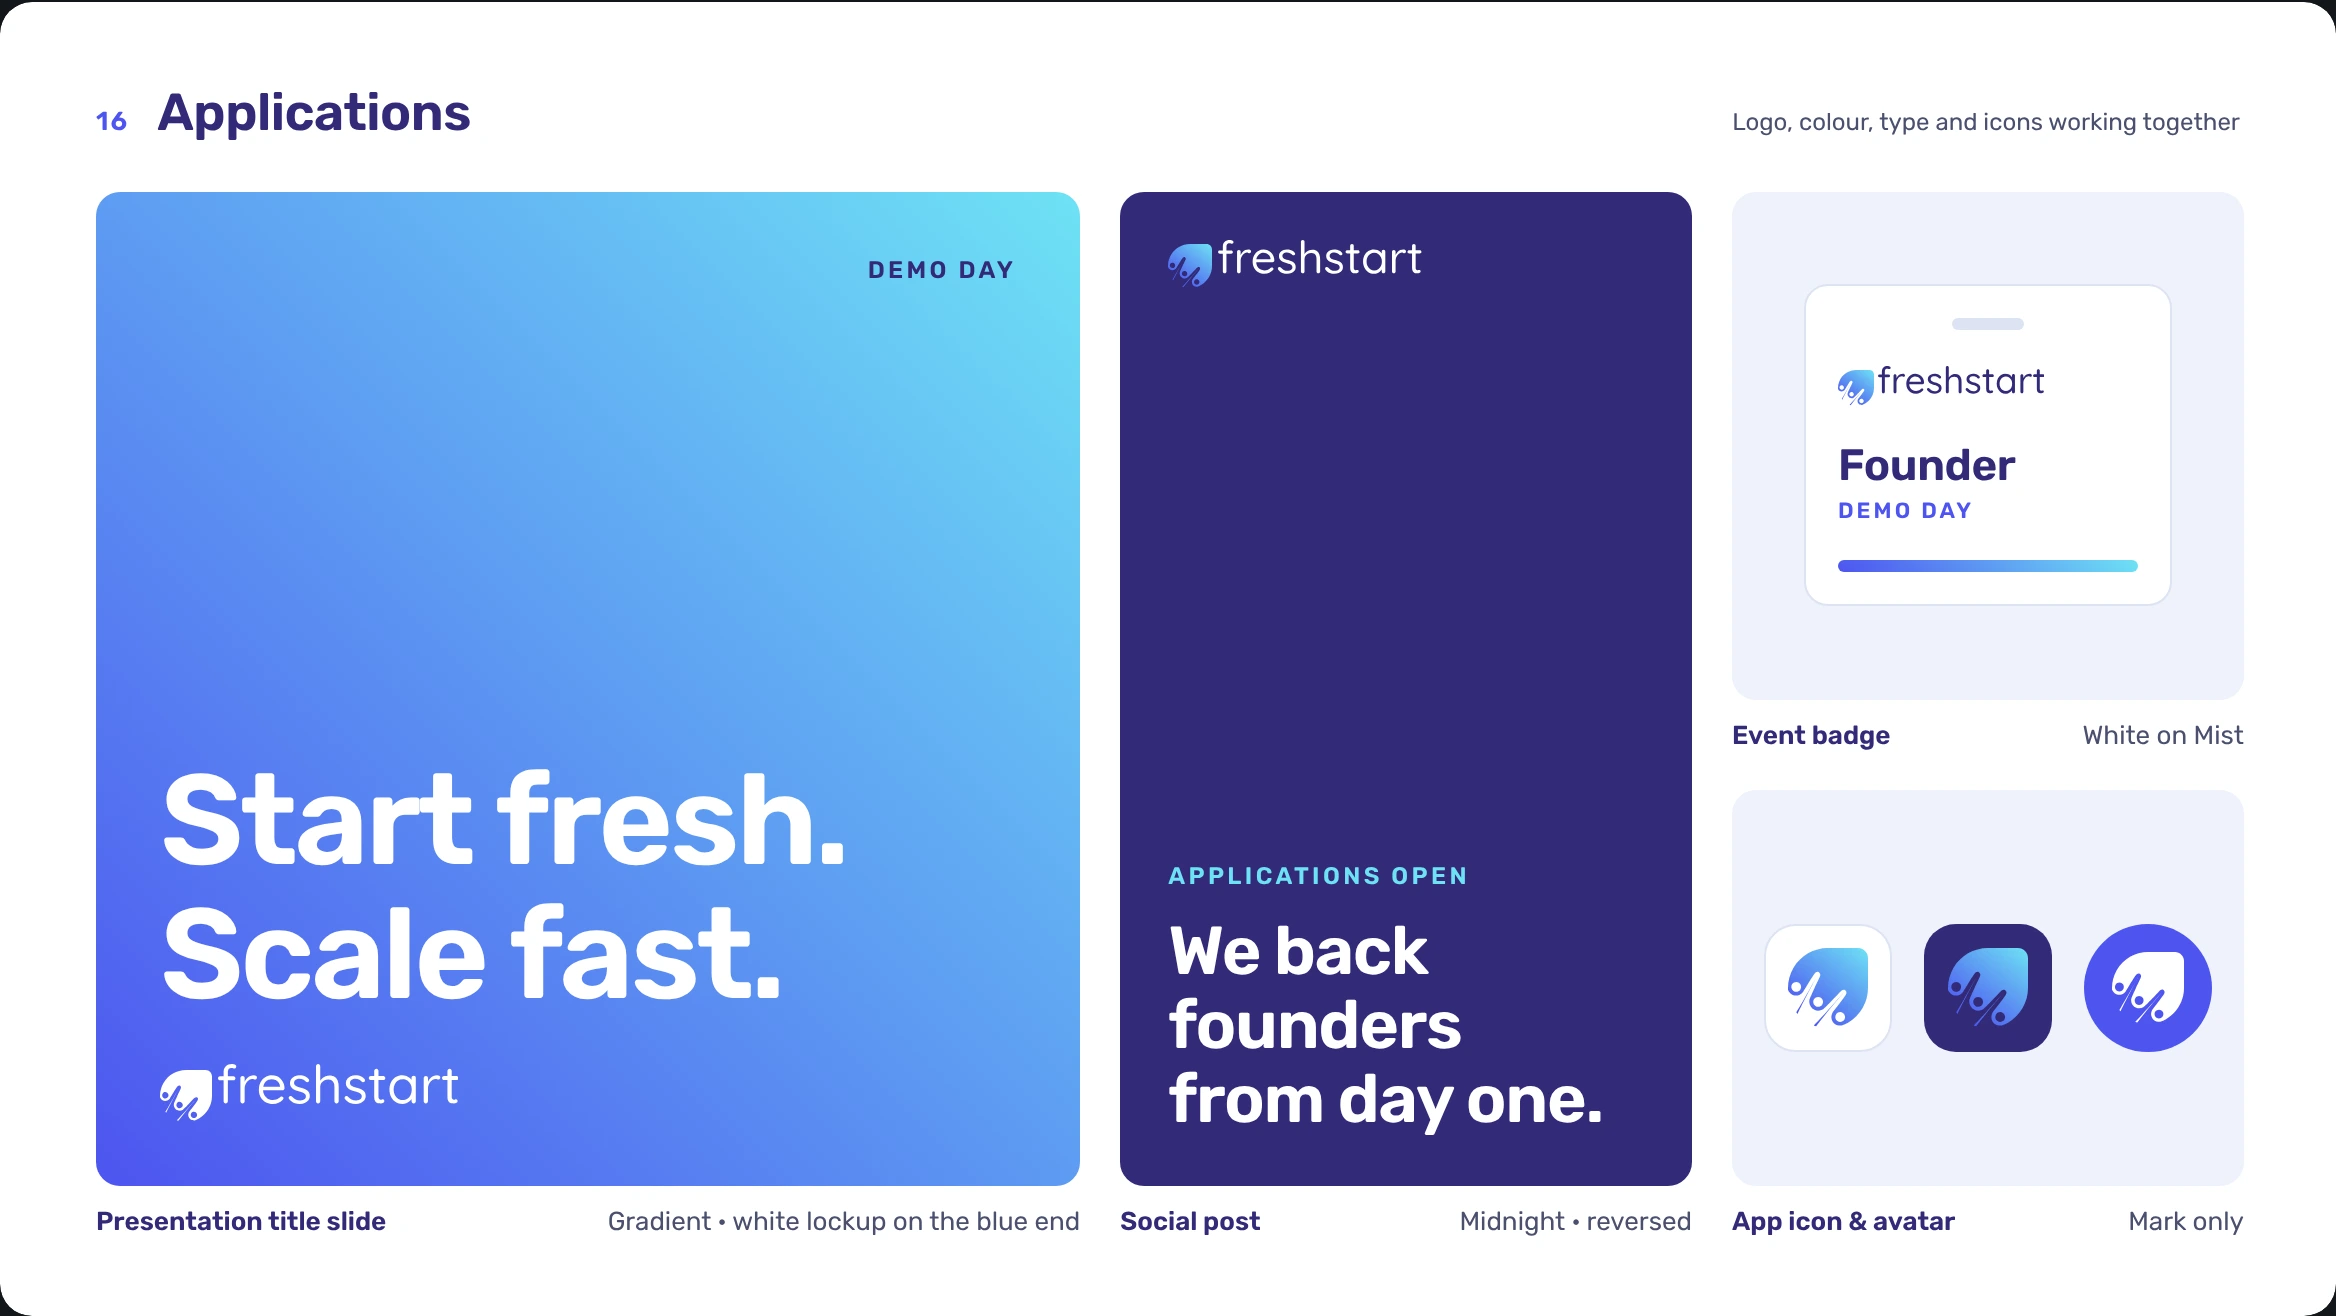 16 Applications
Logo, colour, type and icons working together
DEMO DAY
Start fresh.
Scale fast.
freshstart
Presentation title slide
Gradient • white lockup on the blue end
freshstart
APPLICATIONS OPEN
We back
founders
from day one.
Social post
Midnight • reversed
freshstart
Founder
DEMO DAY
Event badge
White on Mist
App icon & avatar
Mark only